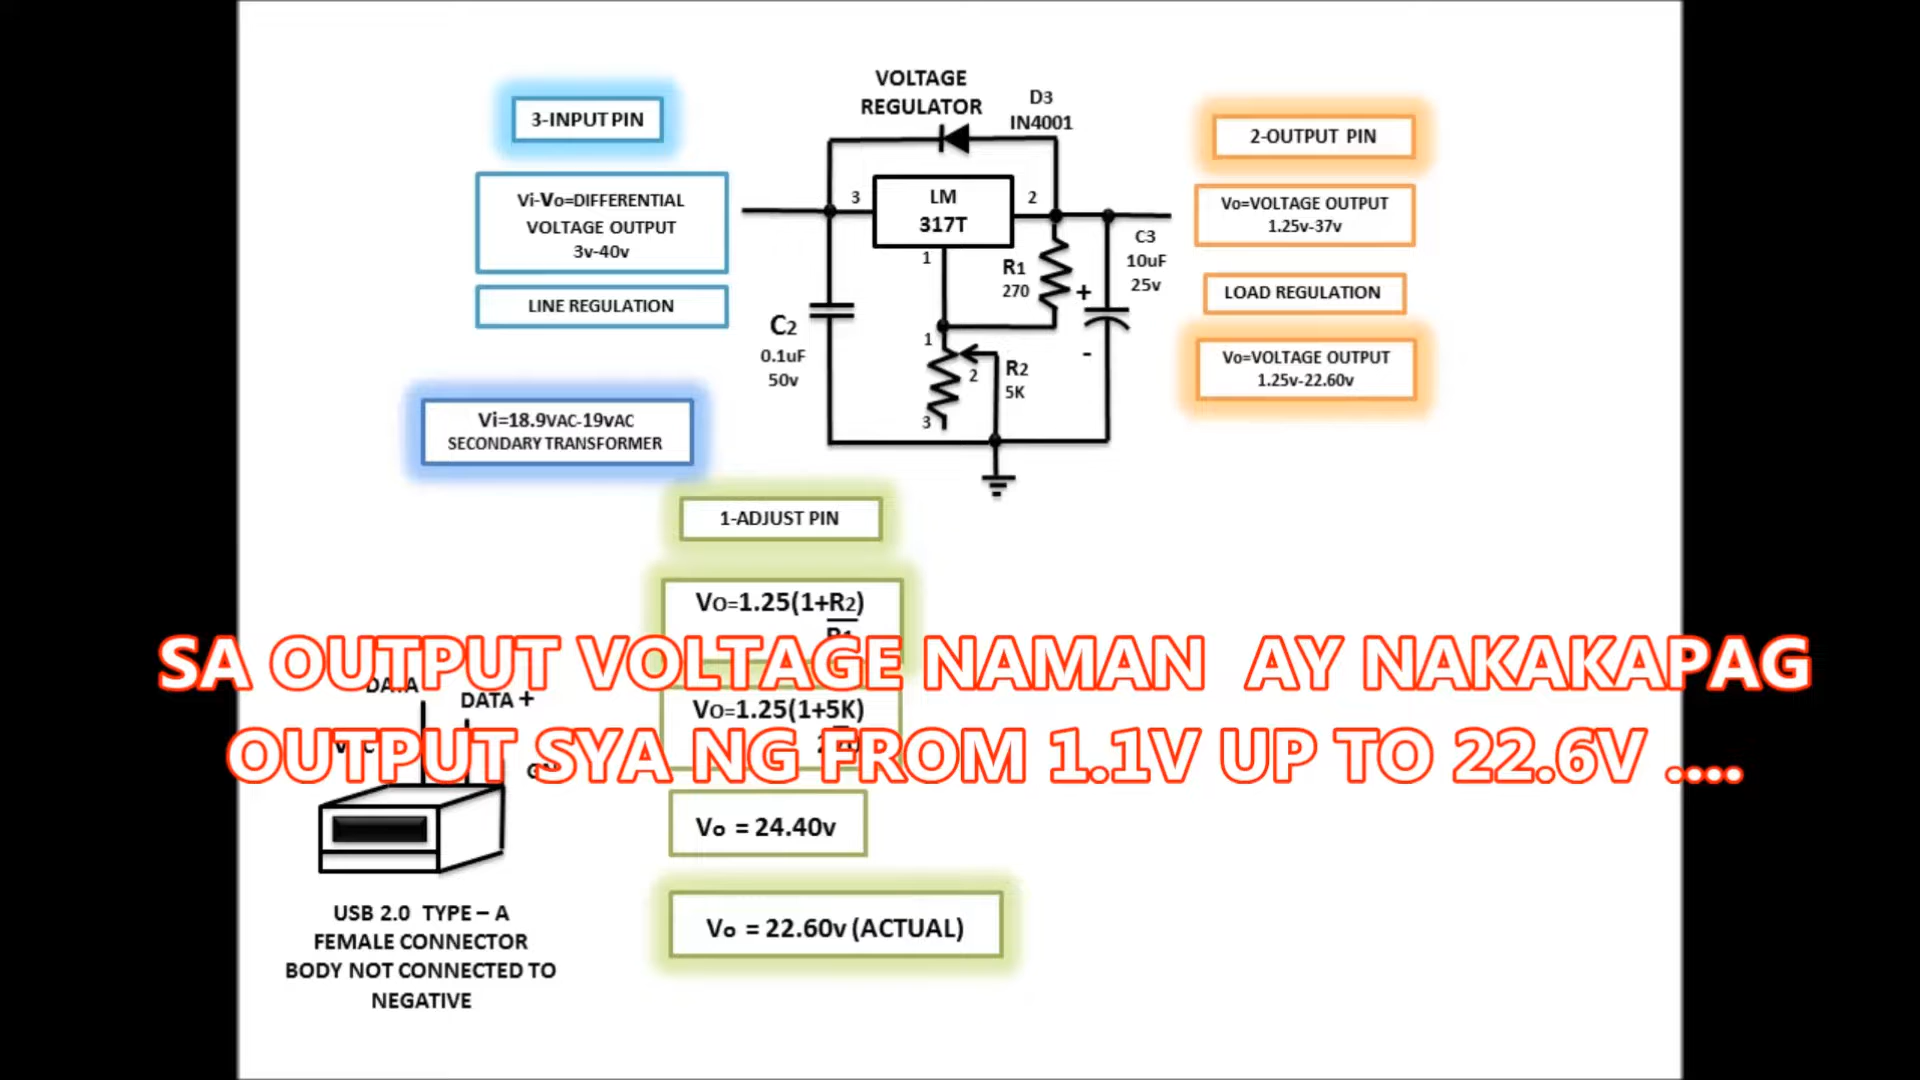 VOLTAGE
REGULATOR
D3
IN4001
3-INPUT PIN
2-OUTPUT PIN
Vi-Vo=DIFFERENTIAL
VOLTAGE OUTPUT
3v-40v
LINE REGULATION
3
LM
317T
2
1
R1
270
+
C3
10uF
25v
-
Vo=VOLTAGE OUTPUT
1.25v-37v
LOAD REGULATION
Vo=VOLTAGE OUTPUT
1.25v-22.60v
C2
0.1uF
50v
1
2
3
R2
5K
Vi=18.9VAC-19vAC
SECONDARY TRANSFORMER
1-ADJUST PIN
Vo=1.25(1+R2)
R1
SA OUTPUT VOLTAGE NAMAN AY NAKAKAPAG
OUTPUT SYA NG FROM 1.1V UP TO 22.6V ....
DATA
DATA +
Vo=1.25(1+5K)
Vo = 24.40v
Vo = 22.60v (ACTUAL)
USB 2.0 TYPE – A
FEMALE CONNECTOR
BODY NOT CONNECTED TO
NEGATIVE